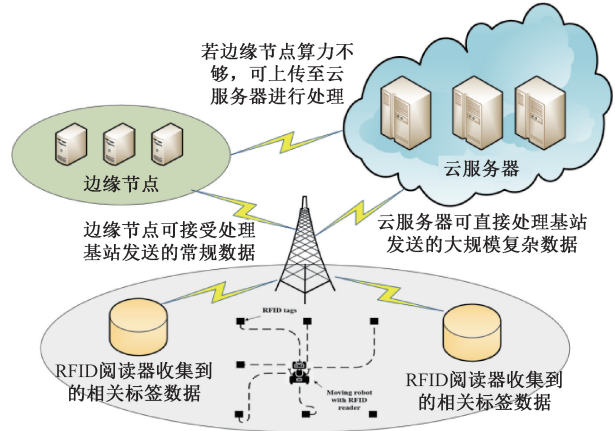 若边缘节点算力不
够，可上传至云
服务器进行处理
边缘节点
云服务器
边缘节点可接受处理
基站发送的常规数据
云服务器可直接处理基站
发送的大规模复杂数据
RFID tags
RFID阅读器收集到
的相关标签数据
Moving robot
with RFID
reader
RFID阅读器收集到
的相关标签数据